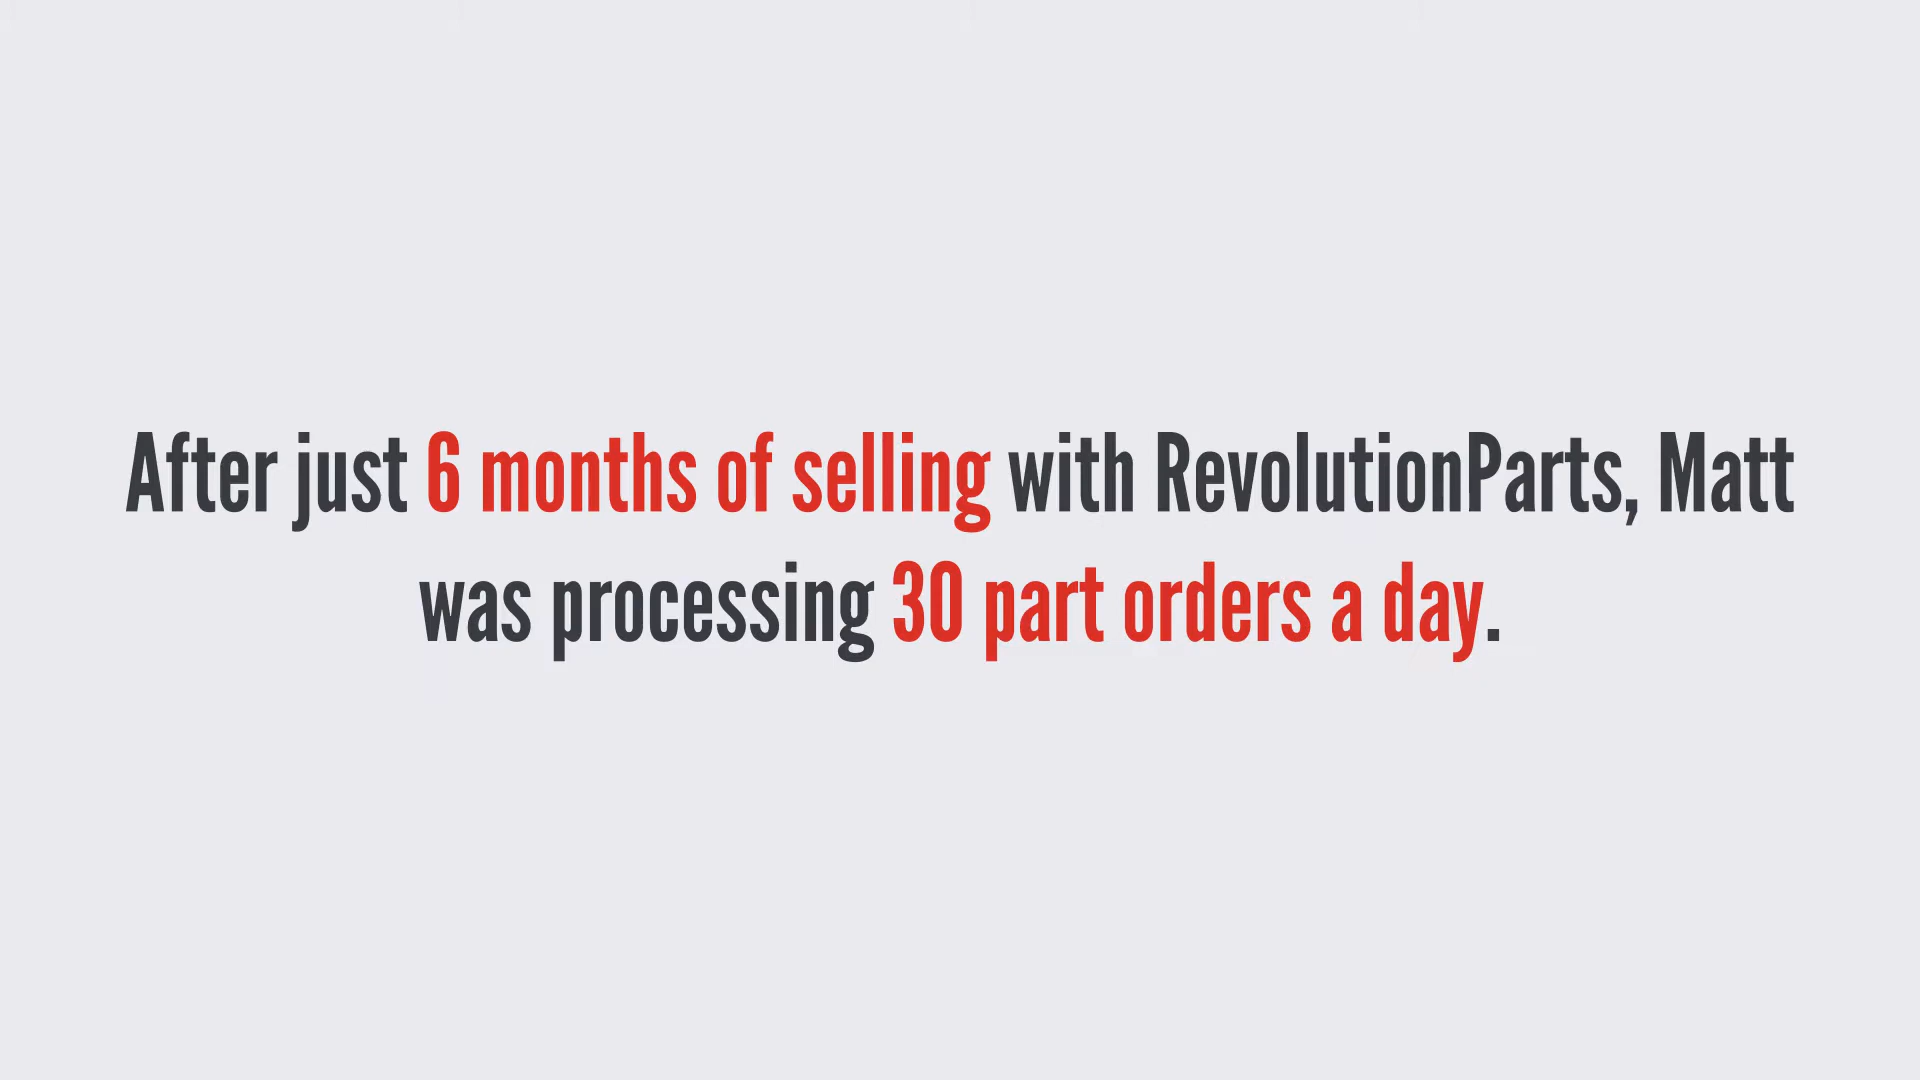 After just 6 months of selling with RevolutionParts, Matt
was processing 30 part orders a day.